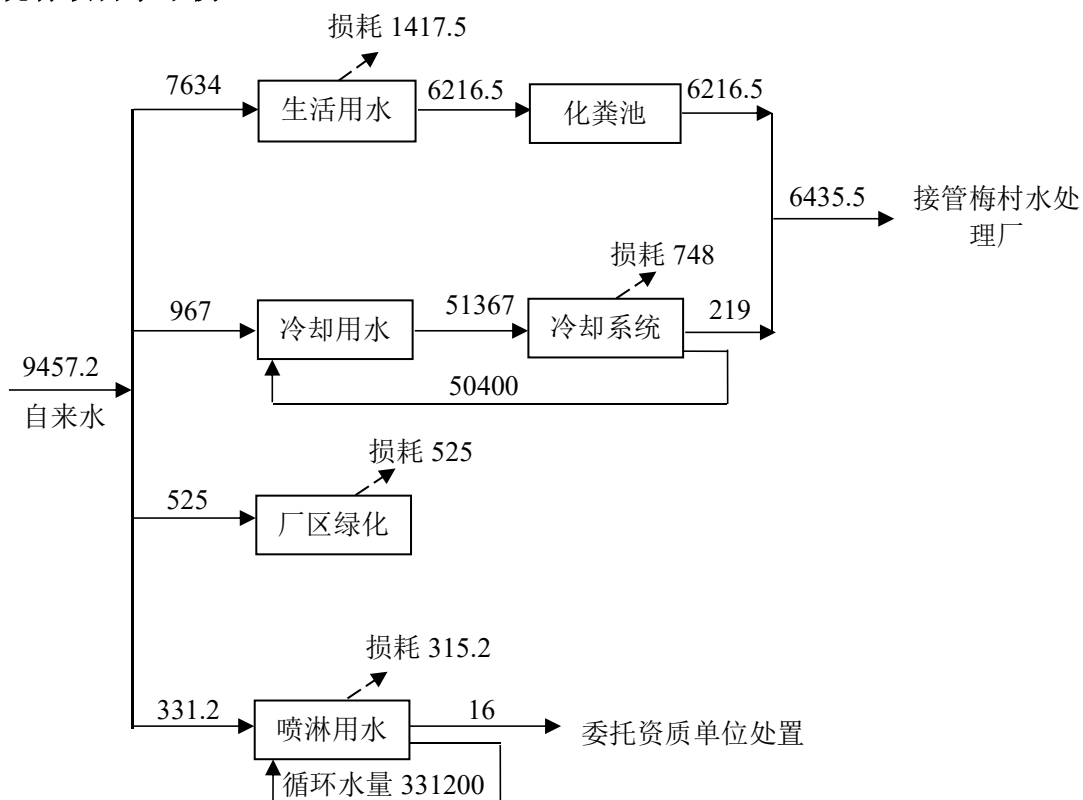 损耗 1417.5
7634
生活用水
6216.5
化粪池
6216.5
6435.5
接管梅村水处
理厂
损耗 748
967
冷却用水
51367
冷却系统
219
9457.2
自来水
50400
损耗 525
525
厂区绿化
损耗 315.2
331.2
喷淋用水
16
委托资质单位处置
循环水量 331200